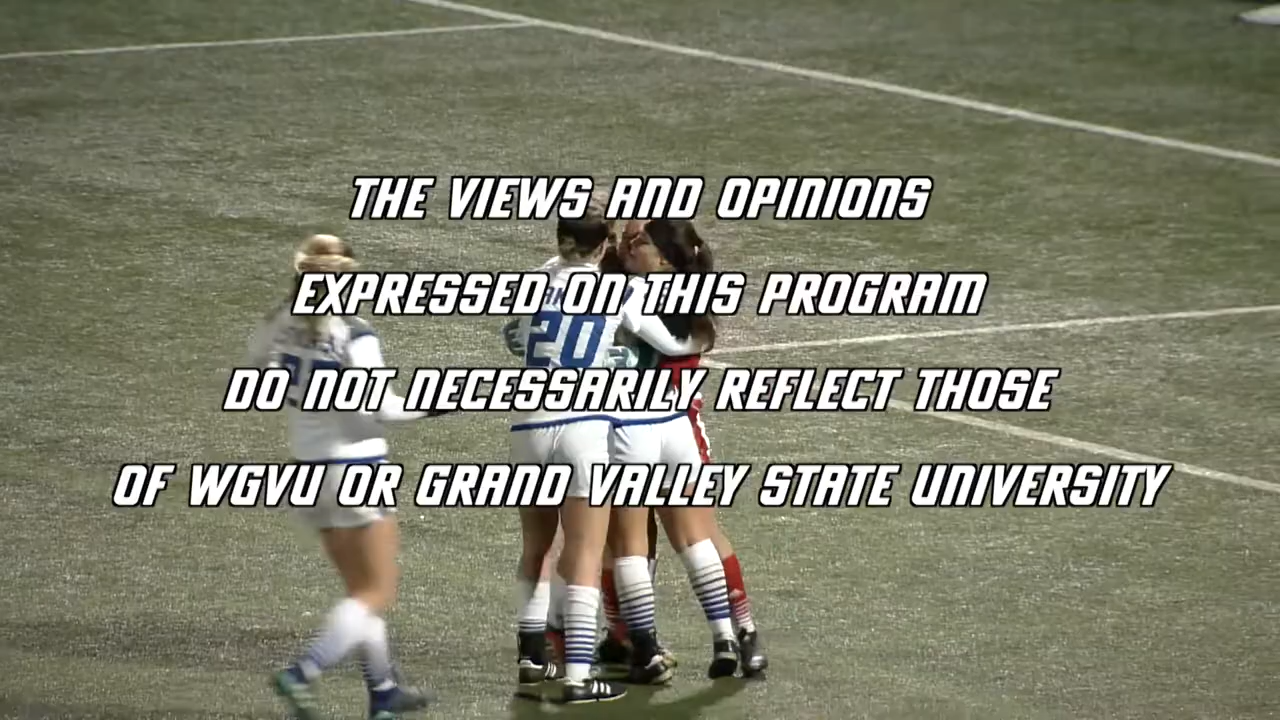 THE VIEWS AND OPINIONS
EXPRESSED ON THIS PROGRAM
DO NOT NECESSARILY REFLECT THOSE
OF WGVU OR GRAND VALLEY STATE UNIVERSITY
20